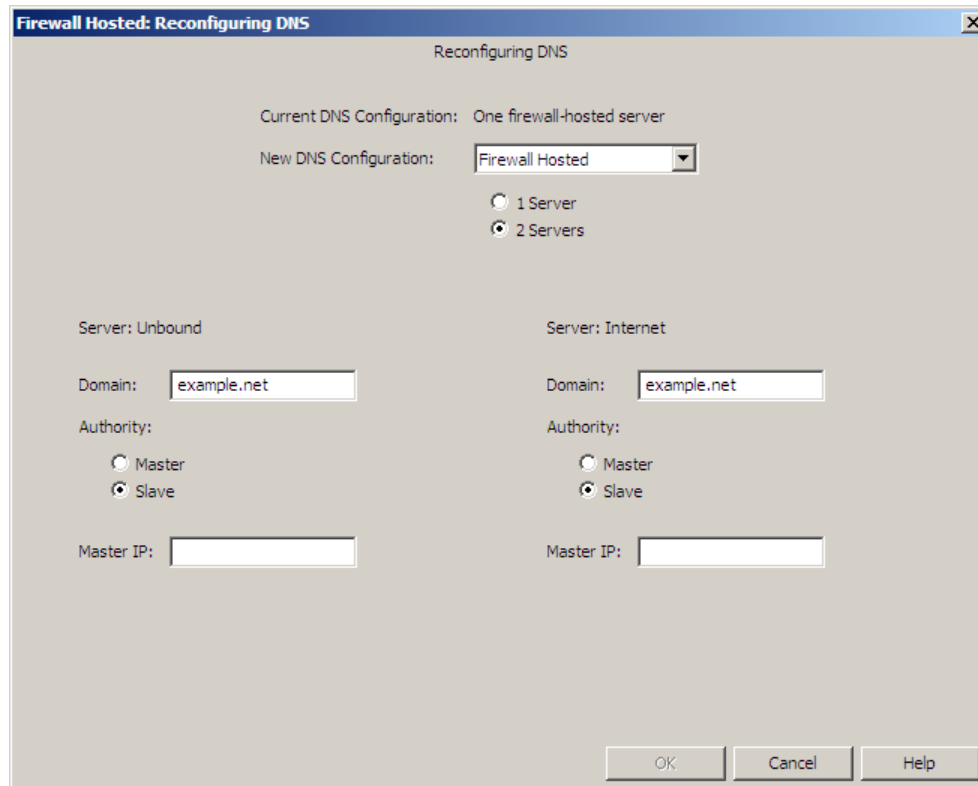 Firewall Hosted: Reconfiguring DNS
Reconfiguring DNS
Current DNS Configuration: One firewall-hosted server
New DNS Configuration: Firewall Hosted
1 Server
2 Servers
Server: Unbound
Server: Internet
Domain: example.net
Domain: example.net
Authority:
Authority:
Master
Master
Slave
Slave
Master IP:
Master IP:
OK Cancel Help